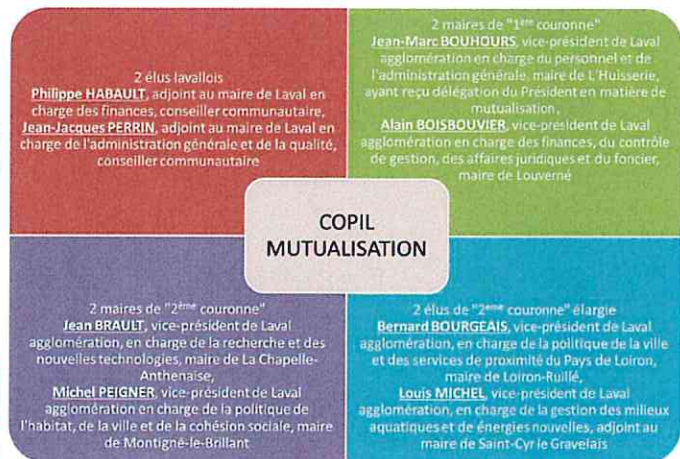 2 élus lavallois
Philippe HABAULT, adjoint au maire de Laval en
charge des finances, conseiller communautaire,
Jean-Jacques PERRIN, adjoint au maire de Laval en
charge de l'administration générale et de la qualité,
conseiller communautaire
2 maires de "1ère couronne"
Jean-Marc BOUHOURS, vice-président de Laval
agglomération en charge du personnel et de
l'administration générale, maire de L'Huisserie,
ayant reçu délégation du Président en matière de
mutualisation,
Alain BOISBOUVIER, vice-président de Laval
agglomération en charge des finances, du contrôle
de gestion, des affaires juridiques et du foncier,
maire de Louverné
COPIL
MUTUALISATION
2 maires de "2ème couronne"
Jean BRAULT, vice-président de Laval
agglomération, en charge de la recherche et des
nouvelles technologies, maire de La Chapelle-
Anthenaise,
Michel PEIGNER, vice-président de Laval
agglomération en charge de la politique de
l'habitat, de la ville et de la cohésion sociale, maire
de Montigné-le-Brillant
2 élus de "2ème couronne" élargie
Bernard BOURGEAIS, vice-président de Laval
agglomération, en charge de la politique de la ville
et des services de proximité du Pays de Loiron,
maire de Loiron-Ruillé,
Louis MICHEL, vice-président de Laval
agglomération, en charge de la gestion des milieux
aquatiques et de énergies nouvelles, adjoint au
maire de Saint-Cyr le Gravelais